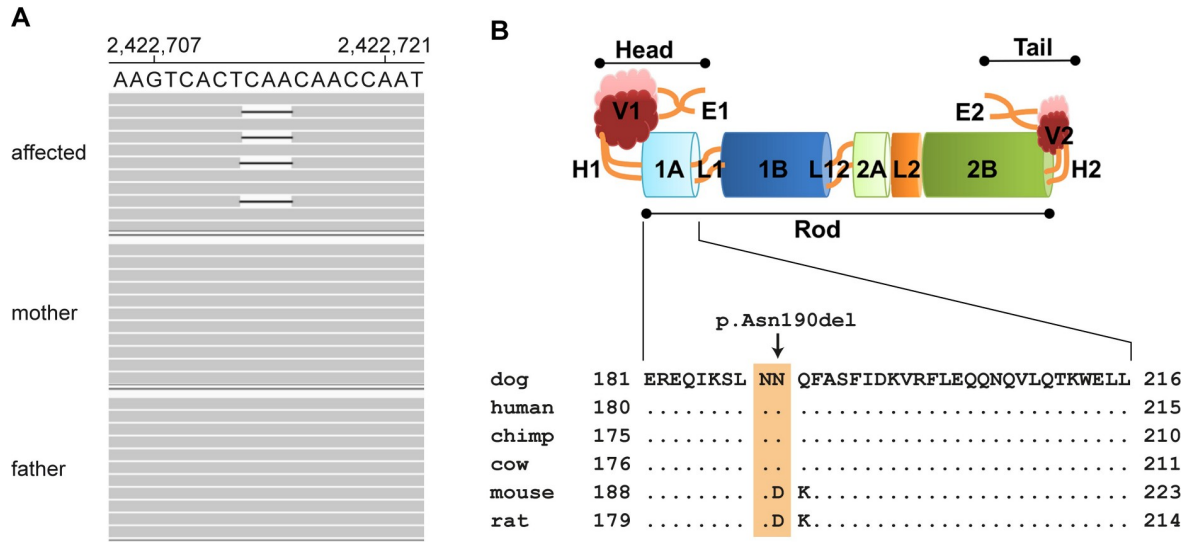 A
2,422,707 2,422,721
AAGTCACTCAACAACCAAT
affected
mother
father
B
Head Tail
V1 E1 E2 V2
H1 1A L1 1B L12 2A L2 2B H2
Rod
p.Asn190del
dog 181 EREQIKSL NN QFASFIDKVRFLEQQNQVLQTKWELL 216
human 180 ........ .. .......................... 215
chimp 175 ........ .. .......................... 210
cow 176 ........ .. .......................... 211
mouse 188 ........ .D K......................... 223
rat 179 ........ .D K......................... 214